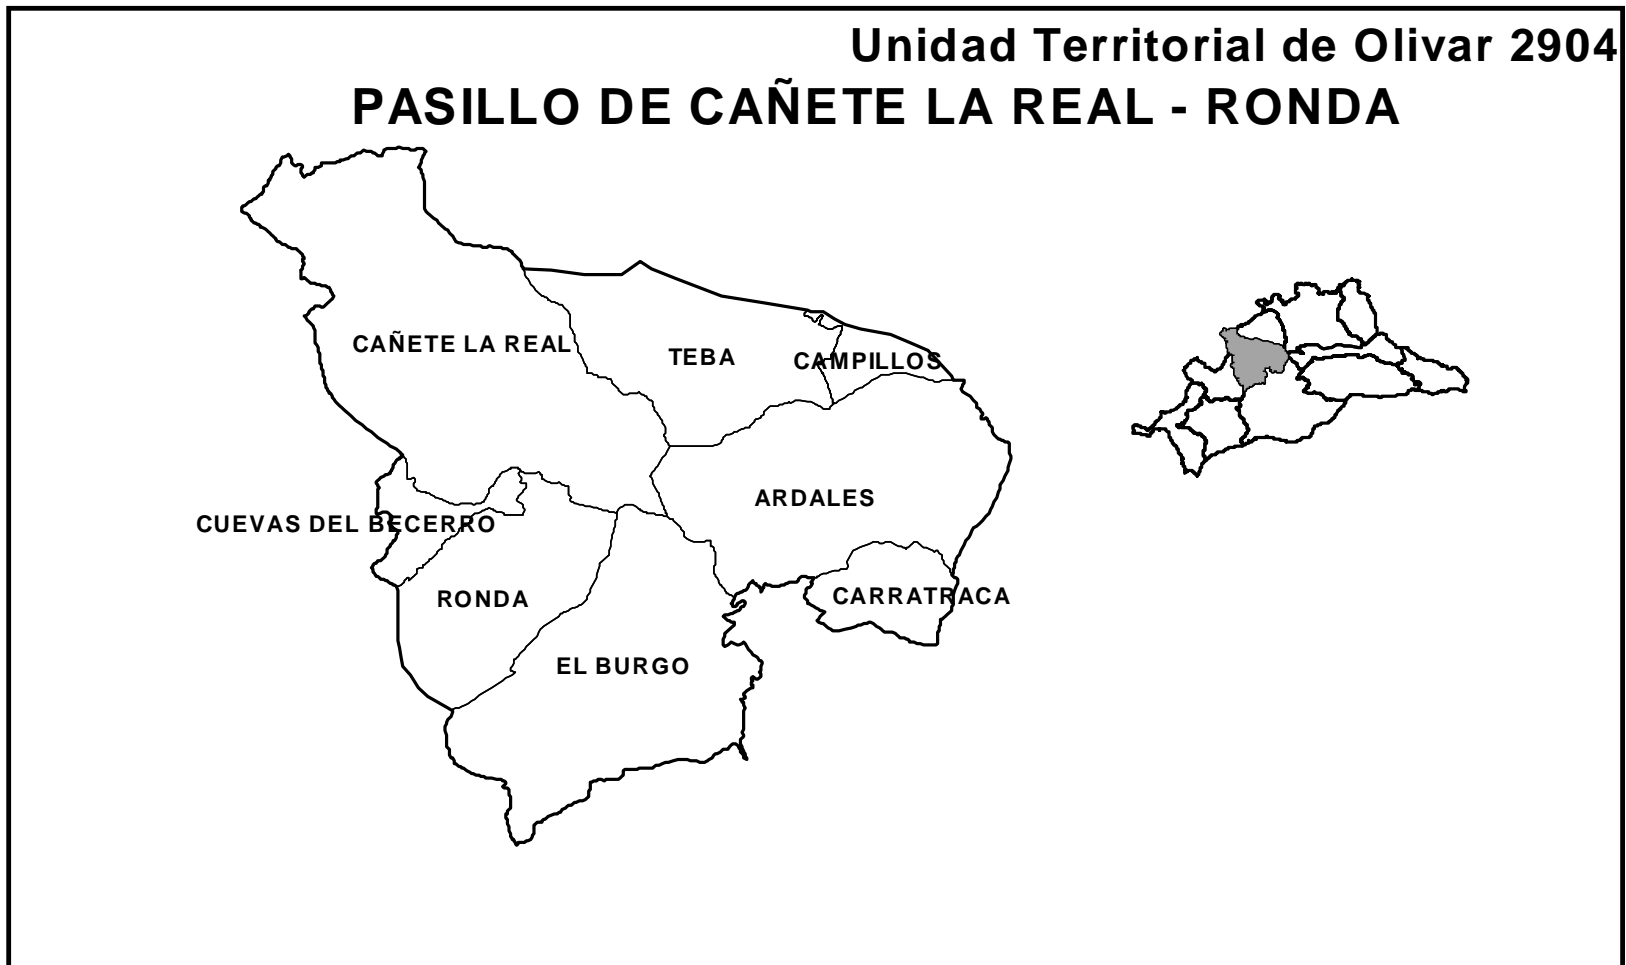 Unidad Territorial de Olivar 2904
PASILLO DE CAÑETE LA REAL - RONDA
CAÑETE LA REAL
TEBA
CAMPILLOS
ARDALES
CUEVAS DEL BECERRO
RONDA
CARRATRACA
EL BURGO